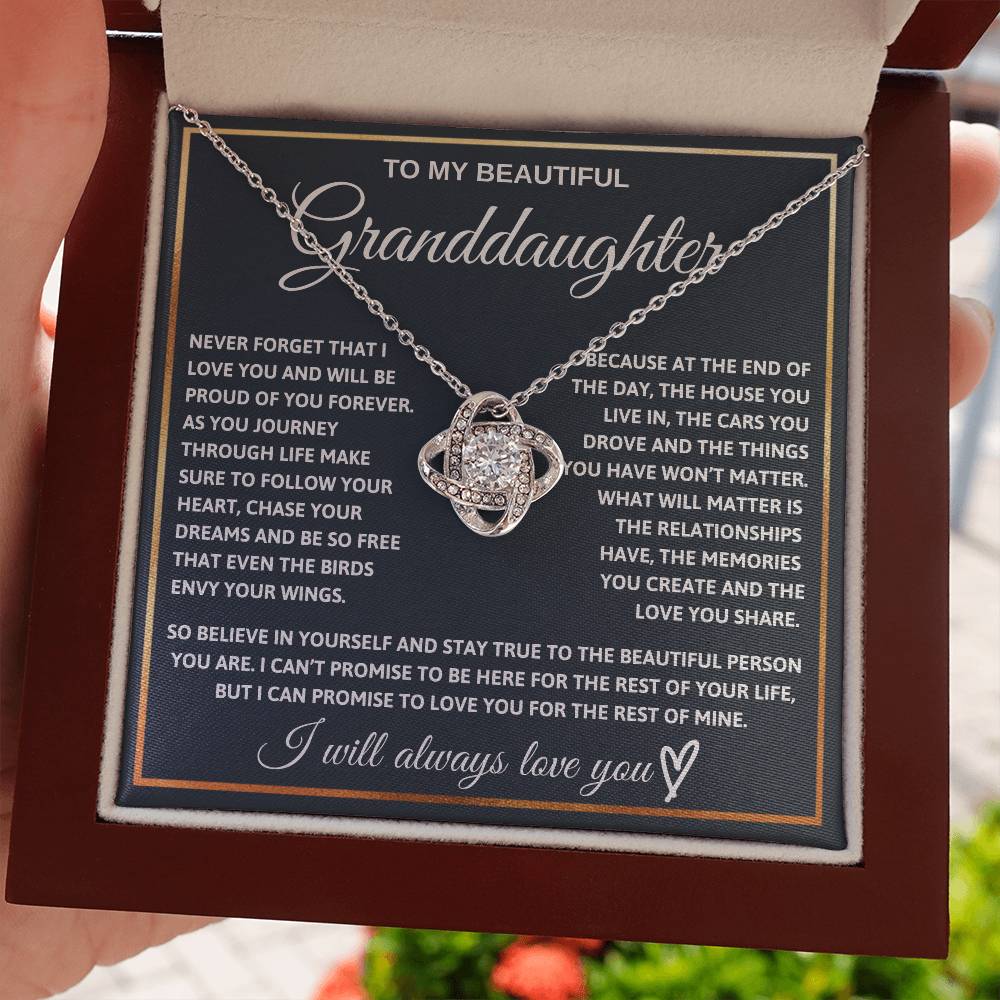 TO MY BEAUTIFUL
Granddaughter
NEVER FORGET THAT I
LOVE YOU AND WILL BE
PROUD OF YOU FOREVER.
AS YOU JOURNEY
THROUGH LIFE MAKE
SURE TO FOLLOW YOUR
HEART, CHASE YOUR
DREAMS AND BE SO FREE
THAT EVEN THE BIRDS
ENVY YOUR WINGS.
BECAUSE AT THE END OF
THE DAY, THE HOUSE YOU
LIVE IN, THE CARS YOU
DROVE AND THE THINGS
YOU HAVE WON'T MATTER.
WHAT WILL MATTER IS
THE RELATIONSHIPS
HAVE, THE MEMORIES
YOU CREATE AND THE
LOVE YOU SHARE.
SO BELIEVE IN YOURSELF AND STAY TRUE TO THE BEAUTIFUL PERSON
YOU ARE. I CAN'T PROMISE TO BE HERE FOR THE REST OF YOUR LIFE,
BUT I CAN PROMISE TO LOVE YOU FOR THE REST OF MINE.
I will always love you